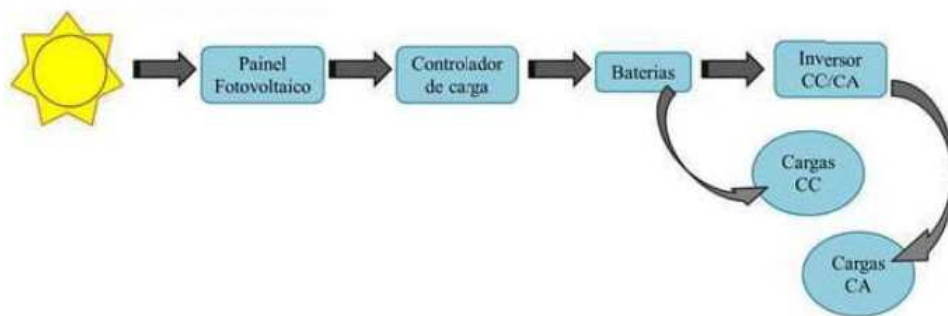 Painel
Fotovoltaico
Controlador
de carga
Baterias
Inversor
CC/CA
Cargas
CC
Cargas
CA